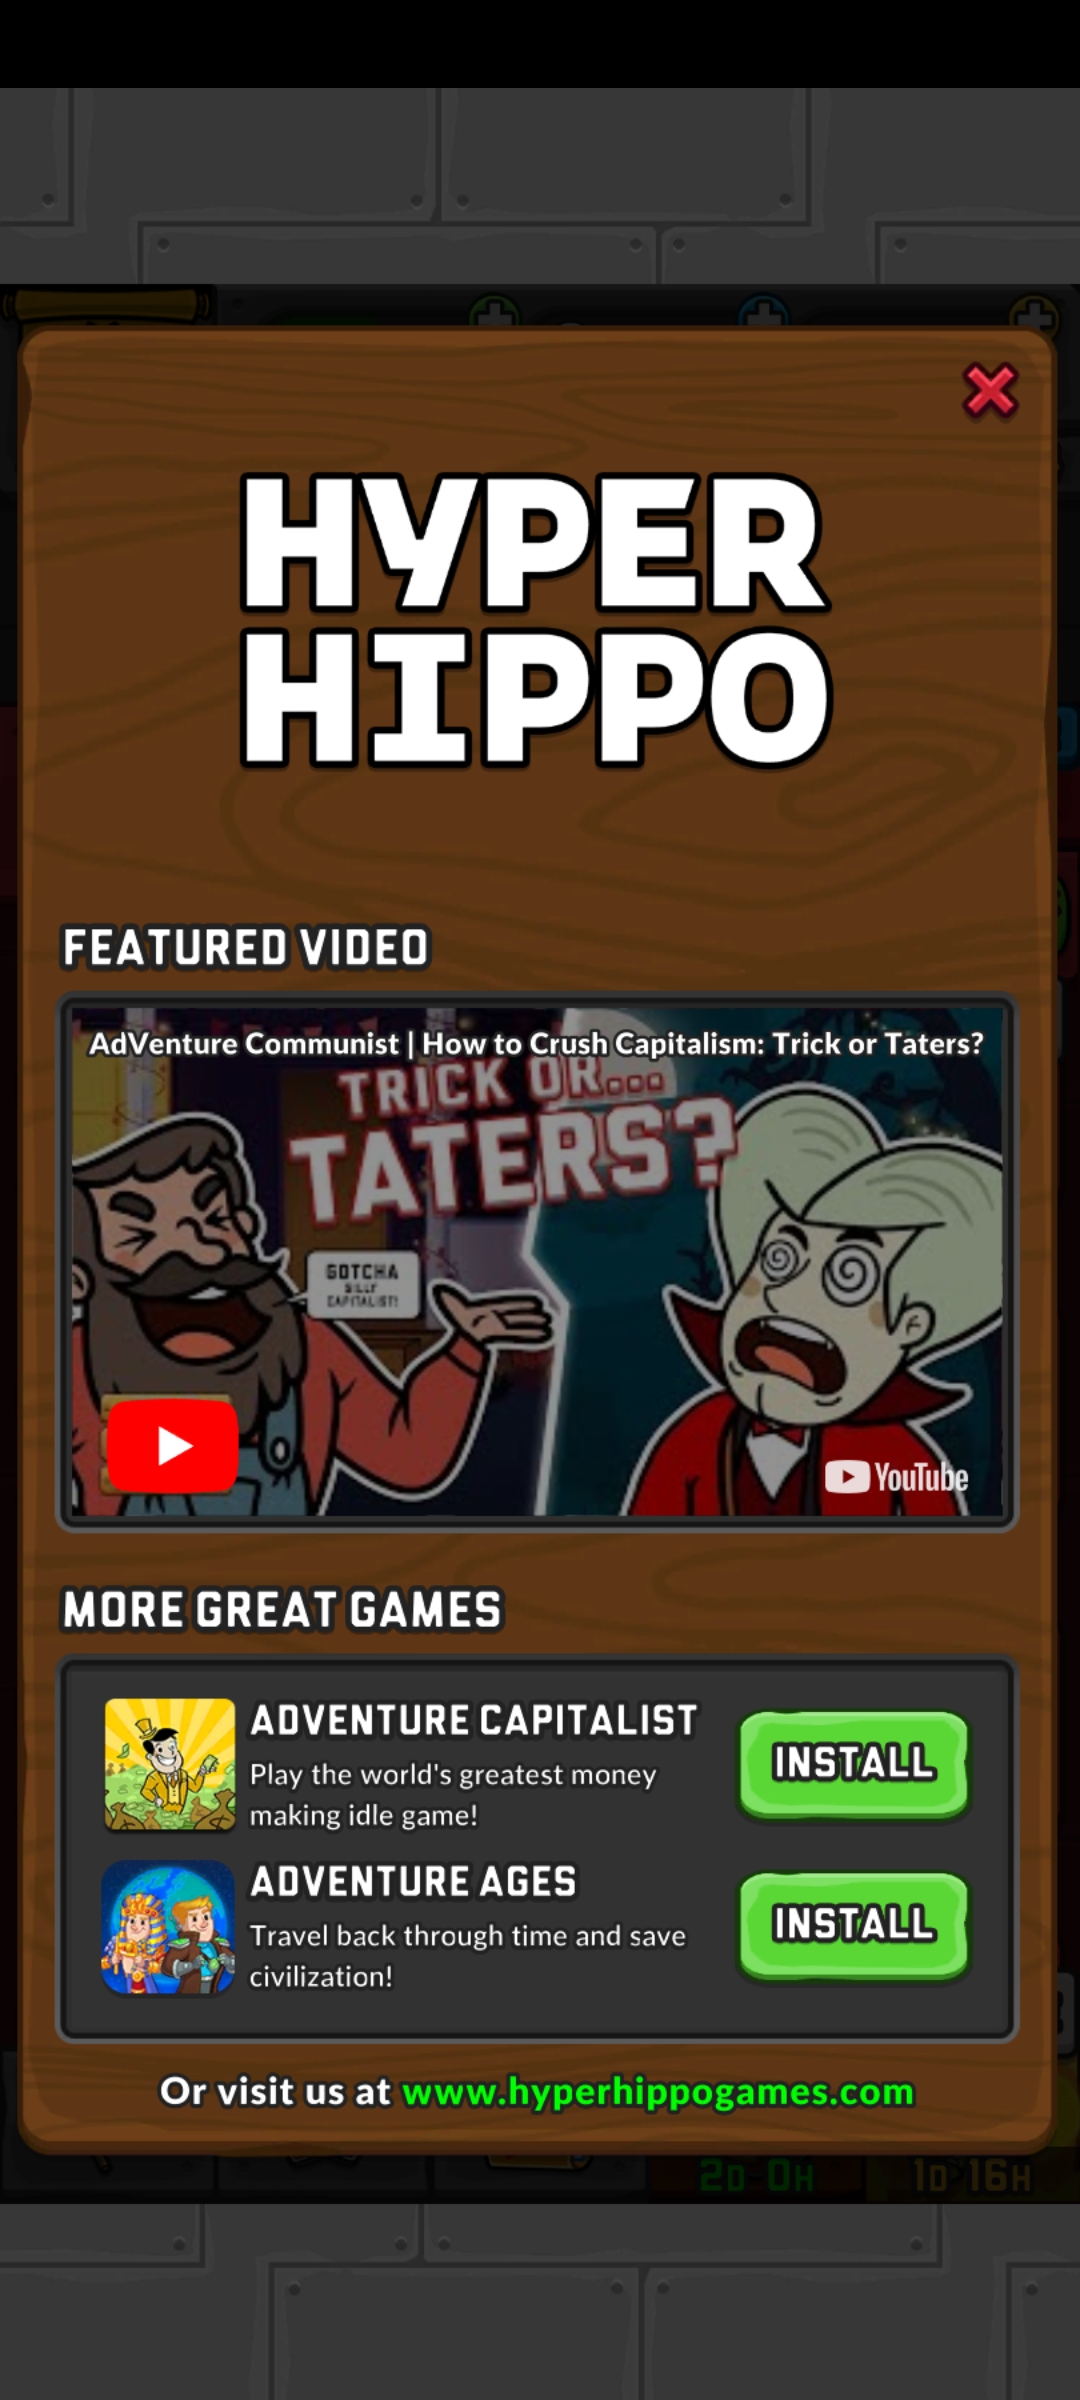 HYPER
HIPPO
FEATURED VIDEO
AdVenture Communist | How to Crush Capitalism: Trick or Taters?
TRICK OR...
TATERS?
GOTCHA
SILLY
CAPITALIST!
YouTube
MORE GREAT GAMES
ADVENTURE CAPITALIST
Play the world's greatest money
making idle game!
INSTALL
ADVENTURE AGES
Travel back through time and save
civilization!
INSTALL
Or visit us at www.hyperhippogames.com
2D 0H
1D 16H